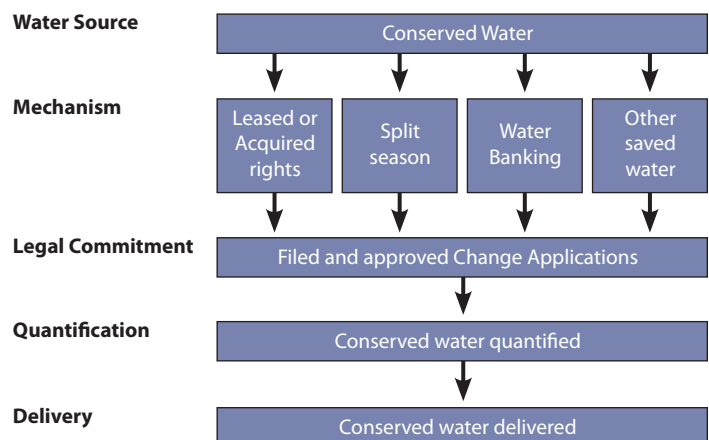 Water Source
Conserved Water
Mechanism
Leased or
Acquired
rights
Split
season
Water
Banking
Other
saved
water
Legal Commitment
Filed and approved Change Applications
Quantification
Conserved water quantified
Delivery
Conserved water delivered